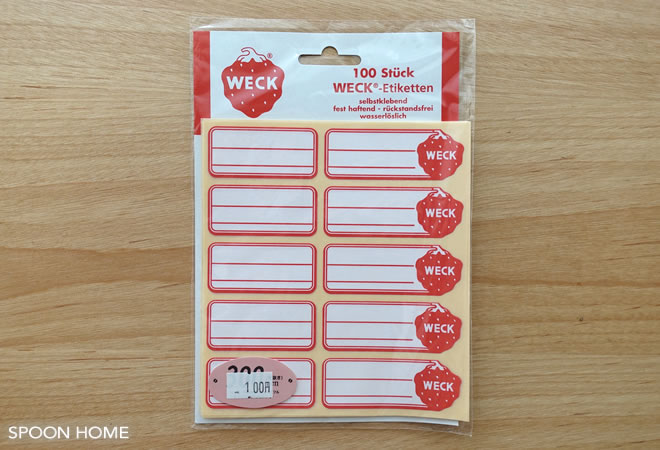 WECK®
100 Stück
WECK®-Etiketten
selbstklebend
fest haftend - rückstandsfrei
wasserlöslich
WECK
WECK
WECK
WECK
WECK
300
100円
SPOON HOME